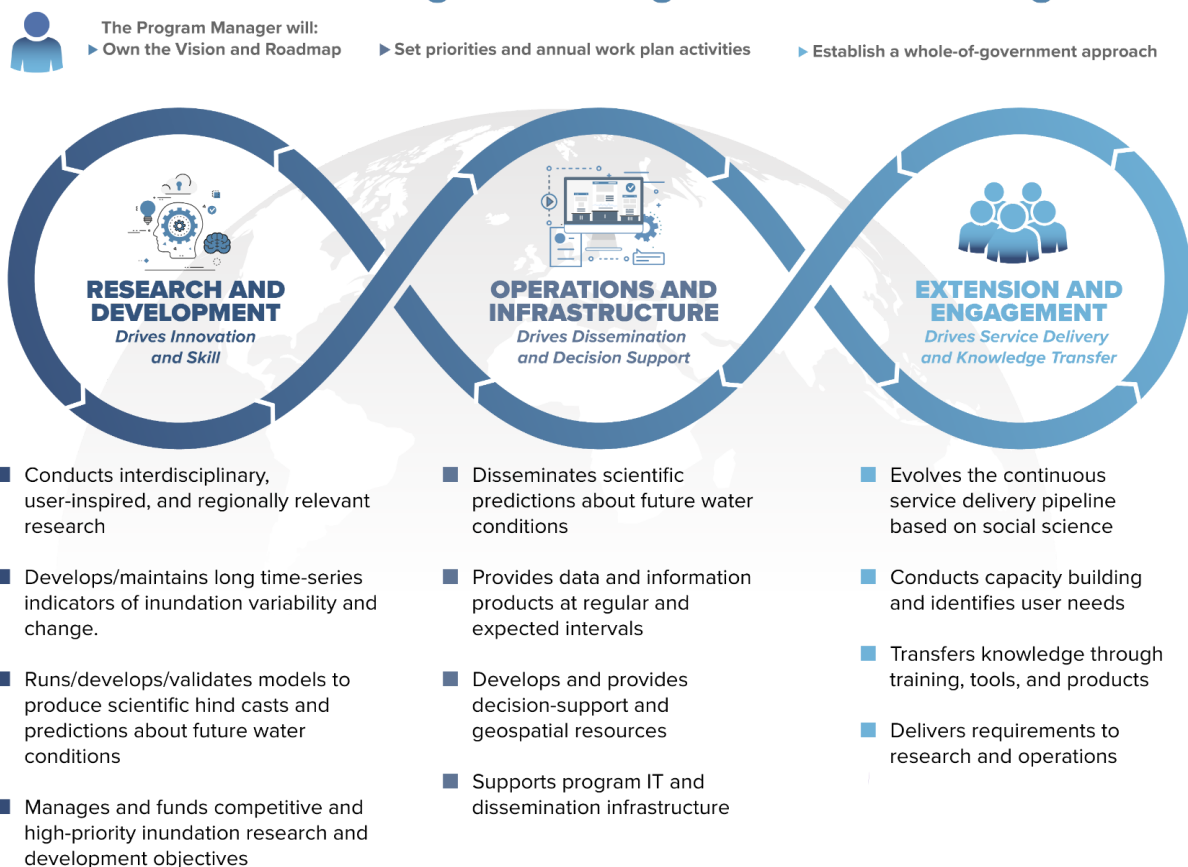 The Program Manager will:
Own the Vision and Roadmap
Set priorities and annual work plan activities
Establish a whole-of-government approach
RESEARCH AND
DEVELOPMENT
Drives Innovation
and Skill
OPERATIONS AND
INFRASTRUCTURE
Drives Dissemination
and Decision Support
EXTENSION AND
ENGAGEMENT
Drives Service Delivery
and Knowledge Transfer
Conducts interdisciplinary,
user-inspired, and regionally relevant
research
Develops/maintains long time-series
indicators of inundation variability and
change.
Runs/develops/validates models to
produce scientific hind casts and
predictions about future water
conditions
Manages and funds competitive and
high-priority inundation research and
development objectives
Disseminates scientific
predictions about future water
conditions
Provides data and information
products at regular and
expected intervals
Develops and provides
decision-support and
geospatial resources
Supports program IT and
dissemination infrastructure
Evolves the continuous
service delivery pipeline
based on social science
Conducts capacity building
and identifies user needs
Transfers knowledge through
training, tools, and products
Delivers requirements to
research and operations